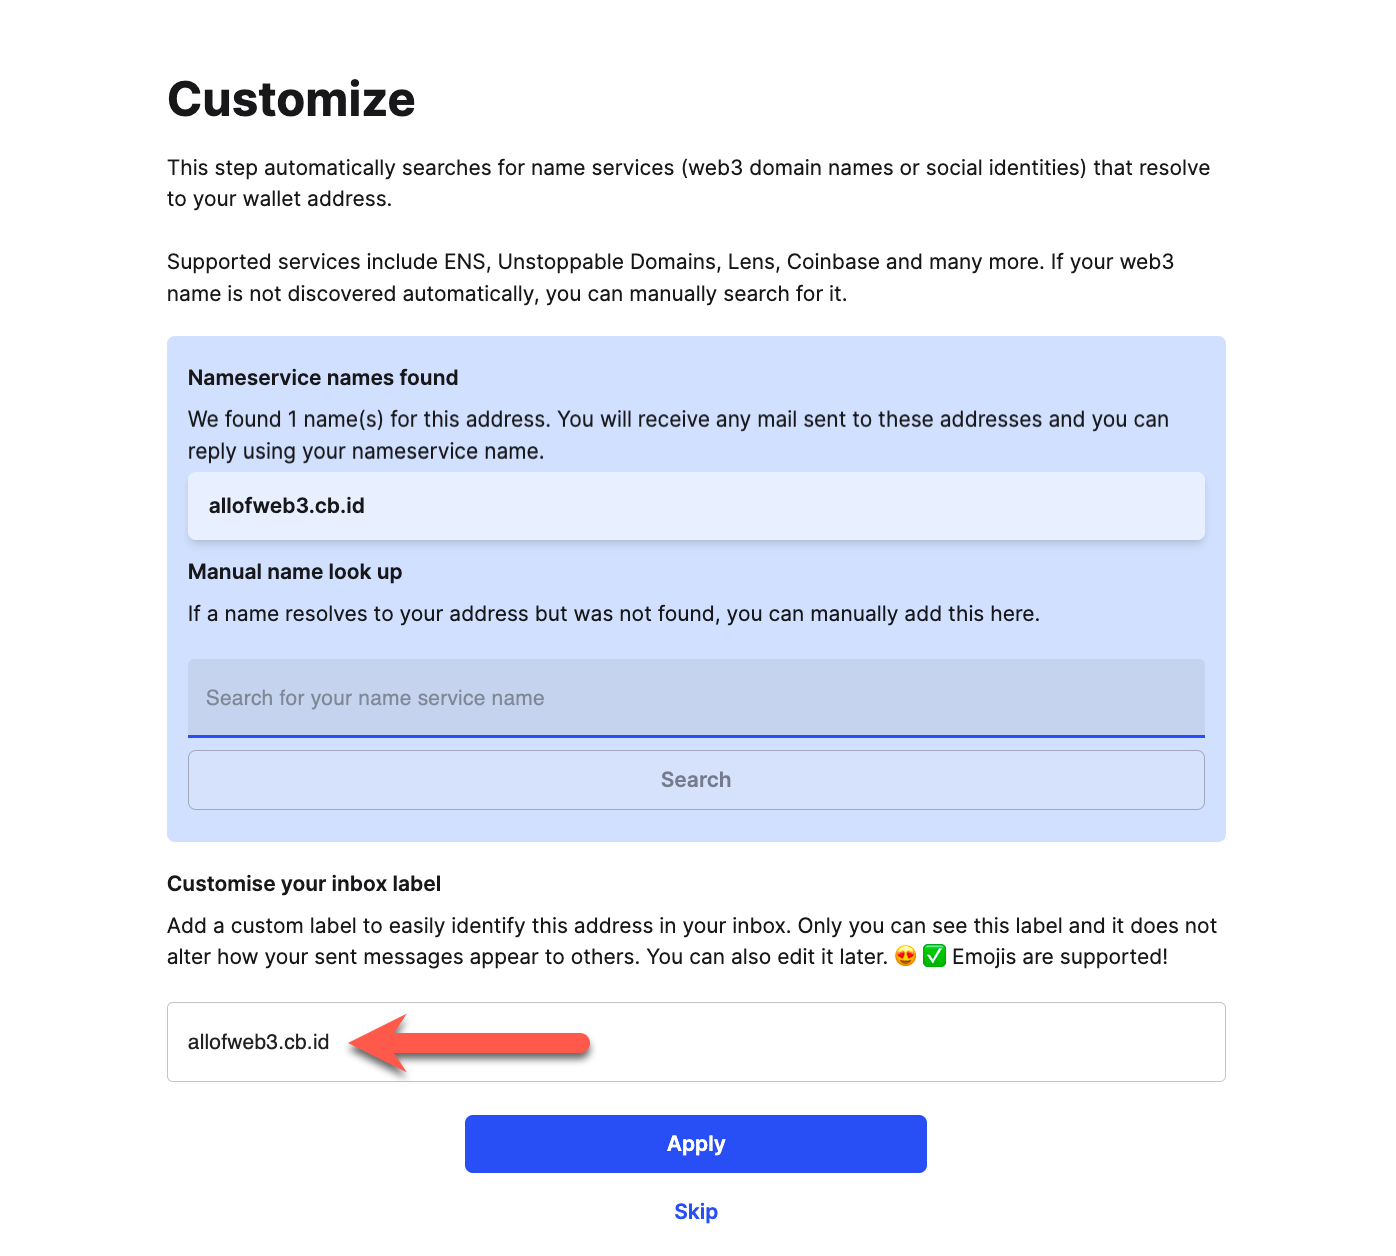 Customize
This step automatically searches for name services (web3 domain names or social identities) that resolve
to your wallet address.
Supported services include ENS, Unstoppable Domains, Lens, Coinbase and many more. If your web3
name is not discovered automatically, you can manually search for it.
Nameservice names found
We found 1 name(s) for this address. You will receive any mail sent to these addresses and you can
reply using your nameservice name.
allofweb3.cb.id
Manual name look up
If a name resolves to your address but was not found, you can manually add this here.
Search for your name service name
Search
Customise your inbox label
Add a custom label to easily identify this address in your inbox. Only you can see this label and it does not
alter how your sent messages appear to others. You can also edit it later. 😍 ✅ Emojis are supported!
allofweb3.cb.id
Apply
Skip